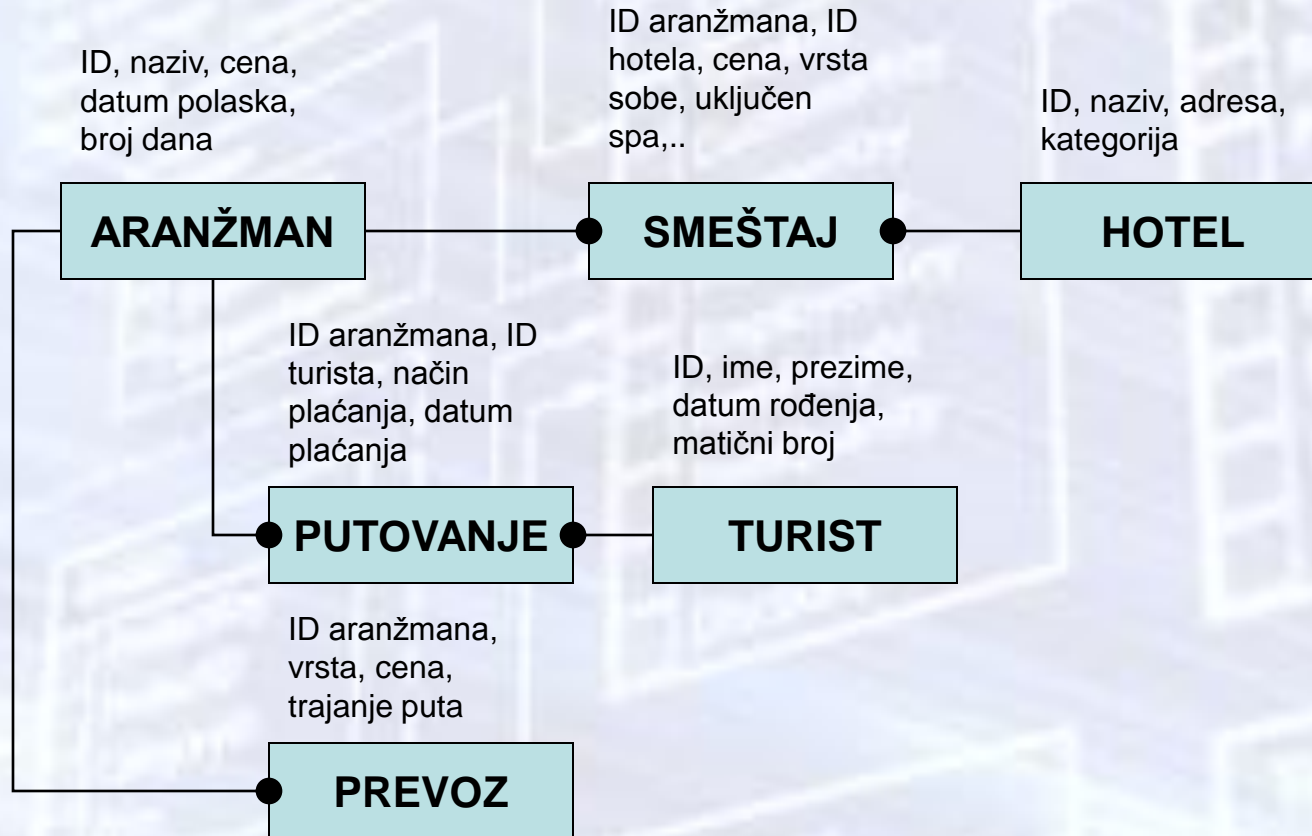 ID, naziv, cena,
datum polaska,
broj dana
ID aranžmana, ID
hotela, cena, vrsta
sobe, uključen
spa,..
ID, naziv, adresa,
kategorija
ARANŽMAN
SMEŠTAJ
HOTEL
ID aranžmana, ID
turista, način
plaćanja, datum
plaćanja
ID, ime, prezime,
datum rođenja,
matični broj
PUTOVANJE
TURIST
ID aranžmana,
vrsta, cena,
trajanje puta
PREVOZ